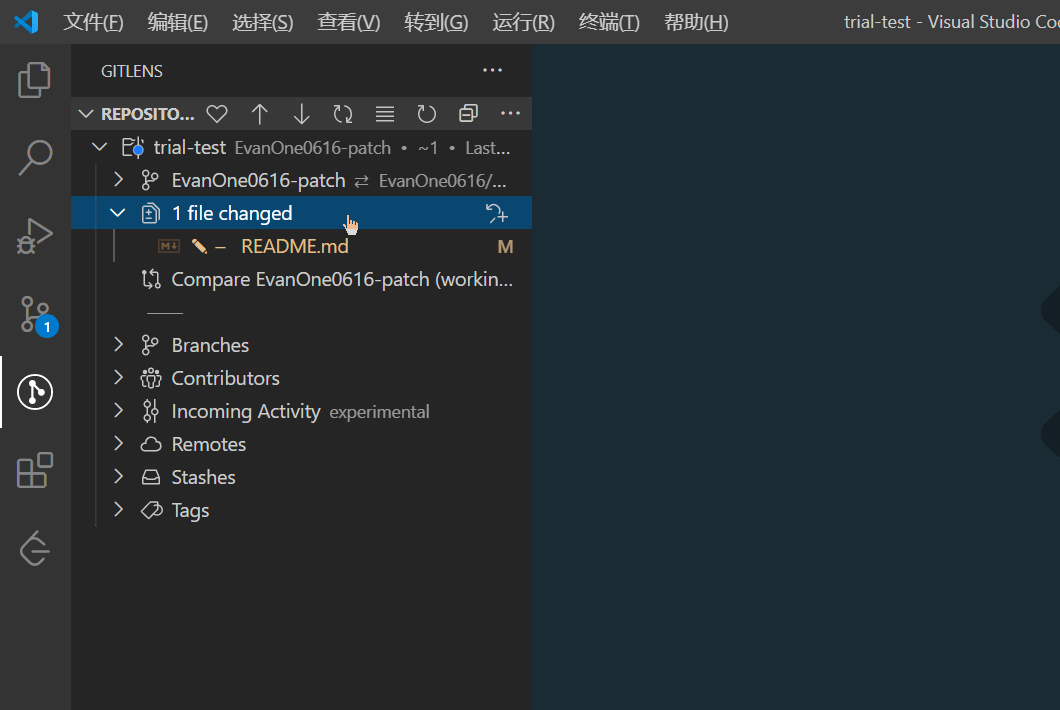 文件(F) 编辑(E) 选择(S) 查看(V) 转到(G) 运行(R) 终端(T) 帮助(H) trial-test - Visual Studio Co
GITLENS
REPOSITO...
trial-test EvanOne0616-patch • ~1 • Last...
EvanOne0616-patch ⇄ EvanOne0616/...
1 file changed
M README.md M
Compare EvanOne0616-patch (workin...
1
Branches
Contributors
Incoming Activity experimental
Remotes
Stashes
Tags